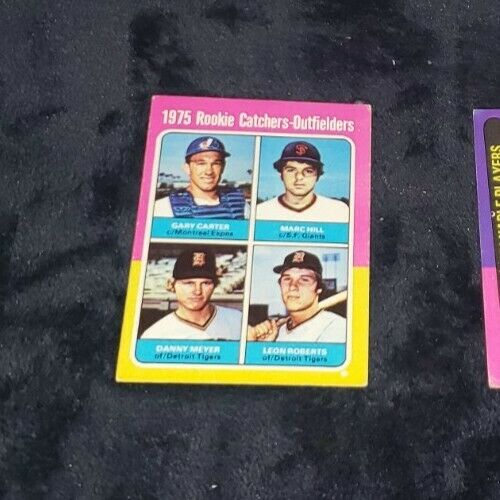 1975 Rookie Catchers-Outfielders
GARY CARTER
c/Montreal Expos
MARC HILL
c/S.F. Giants
DANNY MEYER
of/Detroit Tigers
LEON ROBERTS
of/Detroit Tigers
PLAYERS